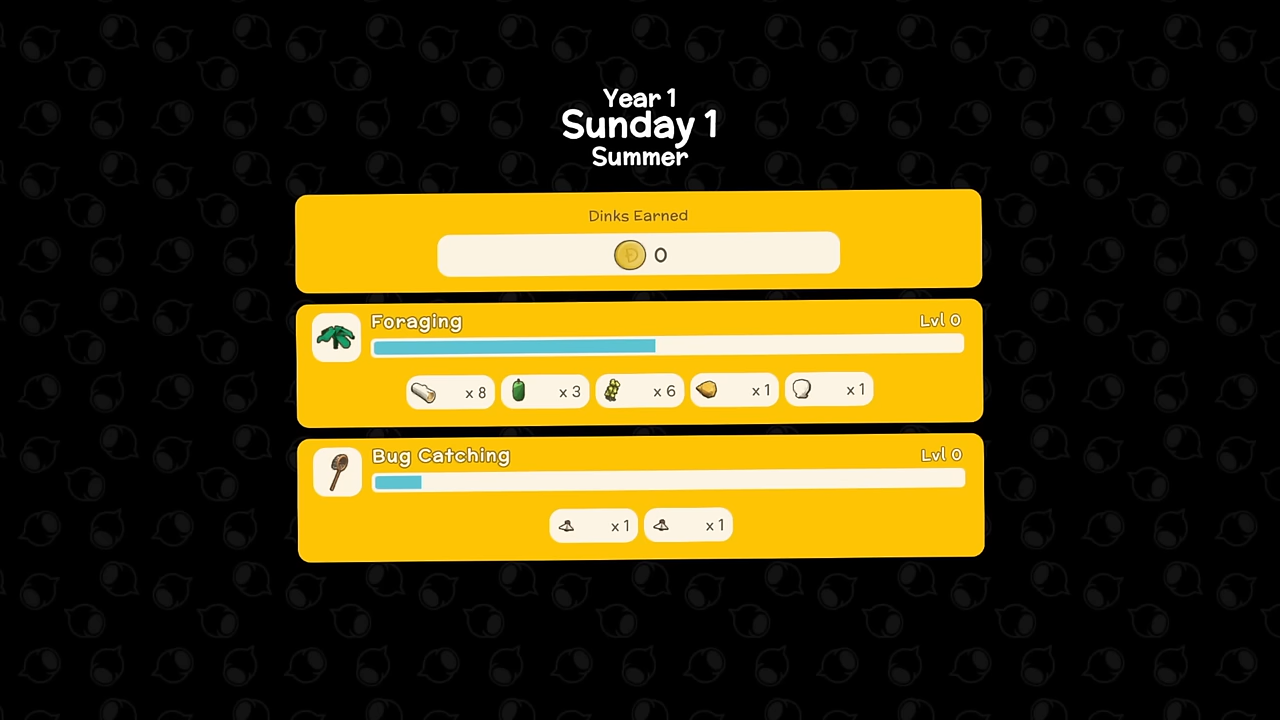 Year 1
Sunday 1
Summer
Dinks Earned
Đ 0
Foraging Lvl 0
x 8 x 3 x 6 x 1 x 1
Bug Catching Lvl 0
x 1 x 1